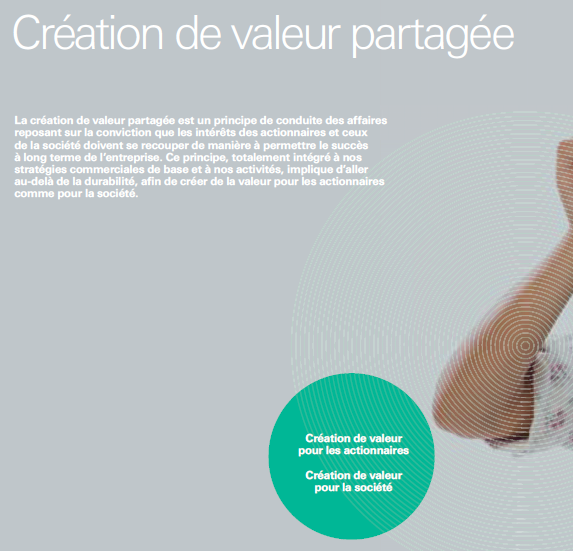 Création de valeur partagée
La création de valeur partagée est un principe de conduite des affaires
reposant sur la conviction que les intérêts des actionnaires et ceux
de la société doivent se recouper de manière à permettre le succès
à long terme de l'entreprise. Ce principe, totalement intégré à nos
stratégies commerciales de base et à nos activités, implique d'aller
au-delà de la durabilité, afin de créer de la valeur pour les actionnaires
comme pour la société.
Création de valeur
pour les actionnaires
Création de valeur
pour la société